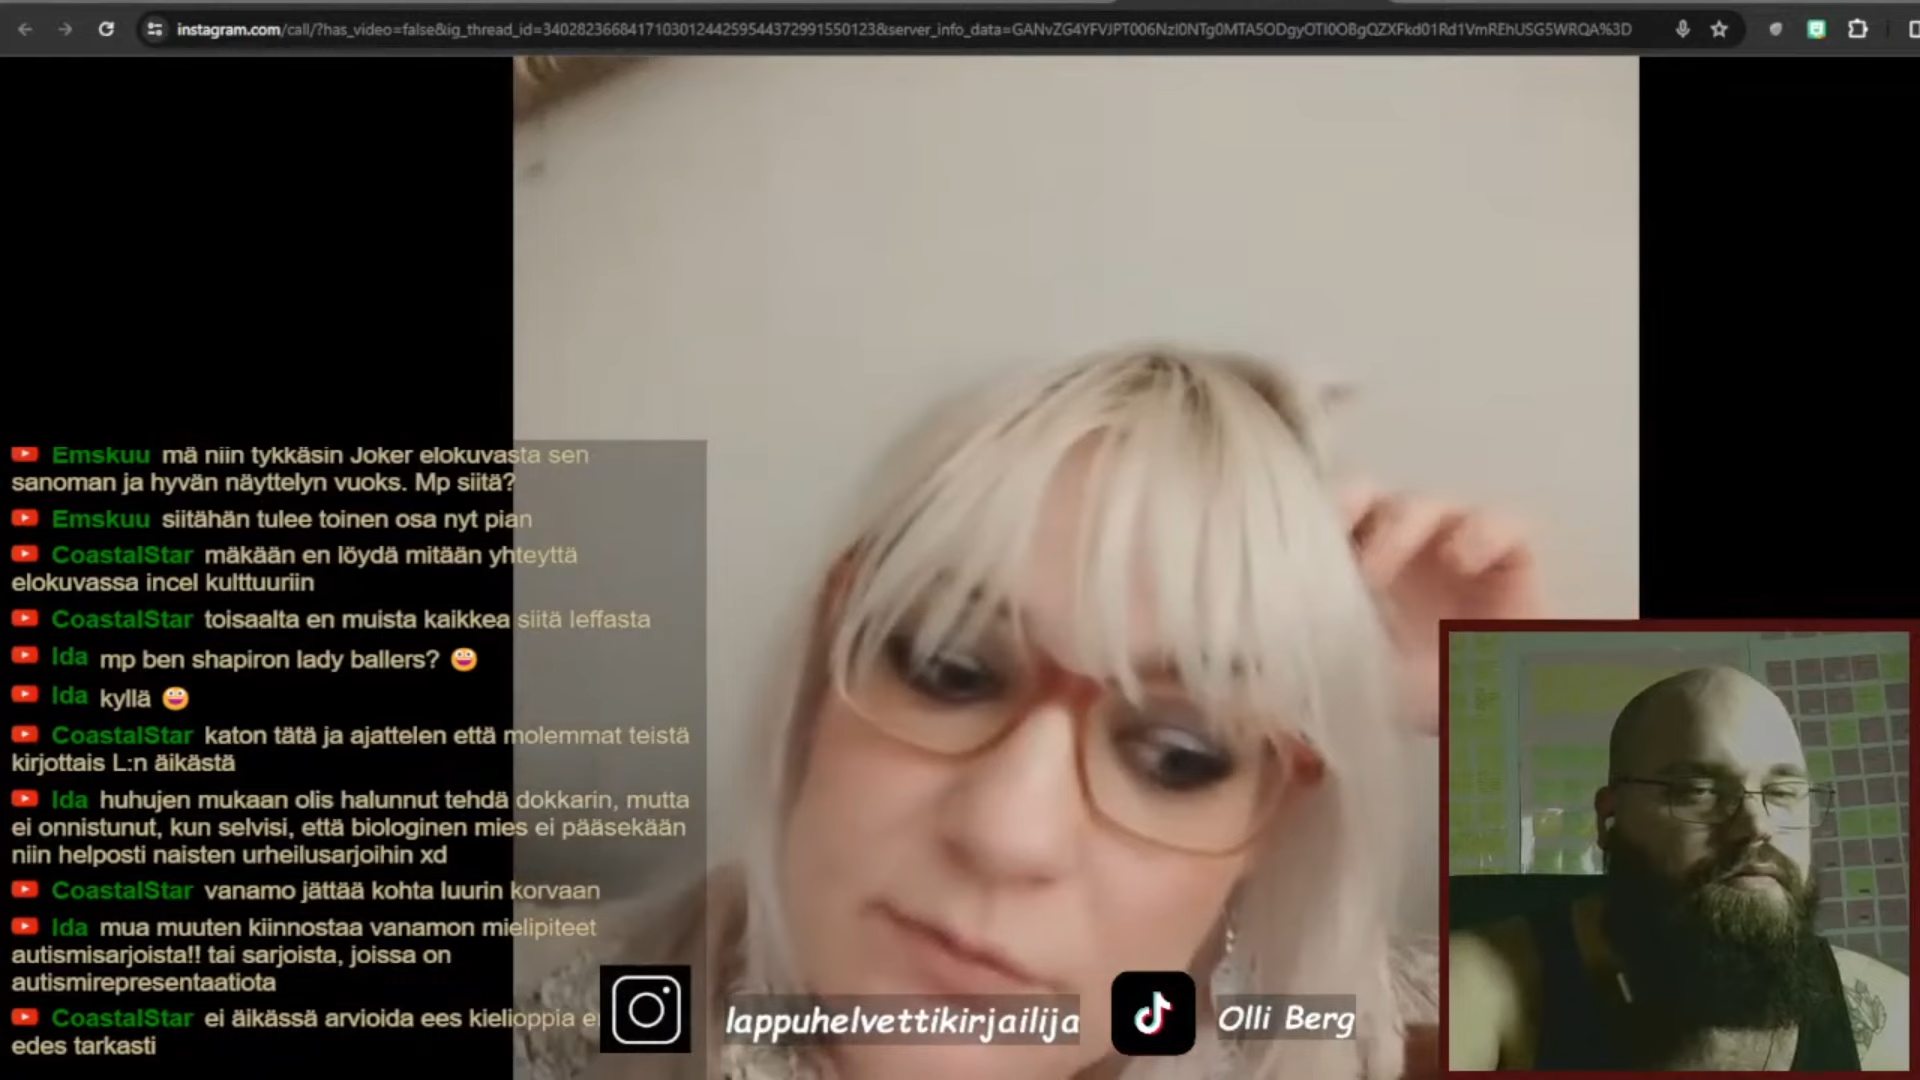 instagram.com/call/?has_video=false&ig_thread_id=
Emskuu mä niin tykkäsin Joker elokuvasta sen
sanoman ja hyvän näyttelyn vuoks. Mp siitä?
Emskuu siitähän tulee toinen osa nyt pian
CoastalStar mäkään en löydä mitään yhteyttä
elokuvassa incel kulttuuriin
CoastalStar toisaalta en muista kaikkea siitä leffasta
Ida mp ben shapiron lady ballers? 😀
Ida kyllä 😀
CoastalStar katon tätä ja ajattelen että molemmat teistä
kirjottais L:n äikästä
Ida huhujen mukaan olis halunnut tehdä dokkarin, mutta
ei onnistunut, kun selvisi, että biologinen mies ei pääsekään
niin helposti naisten urheilusarjoihin xd
CoastalStar vanamo jättää kohta luurin korvaan
Ida mua muuten kiinnostaa vanamon mielipiteet
autismisarjoista!! tai sarjoista, joissa on
autismirepresentaatiota
CoastalStar ei äikässä arvioida ees kielioppia
edes tarkasti
lappuhelvettikirjailija
Olli Berg